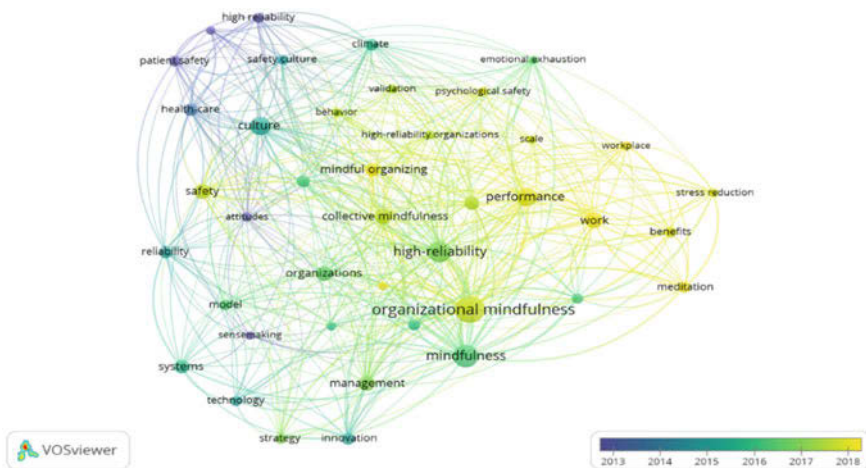 high-reliability
climate
patient safety
safety culture
emotional exhaustion
validation
psychological safety
health-care
behavior
culture
high-reliability organizations
scale
workplace
mindful organizing
safety
performance
stress reduction
attitudes
collective mindfulness
work
benefits
reliability
high-reliability
organizations
meditation
model
organizational mindfulness
sensemaking
mindfulness
systems
management
technology
strategy
innovation
VOSviewer
2013 2014 2015 2016 2017 2018